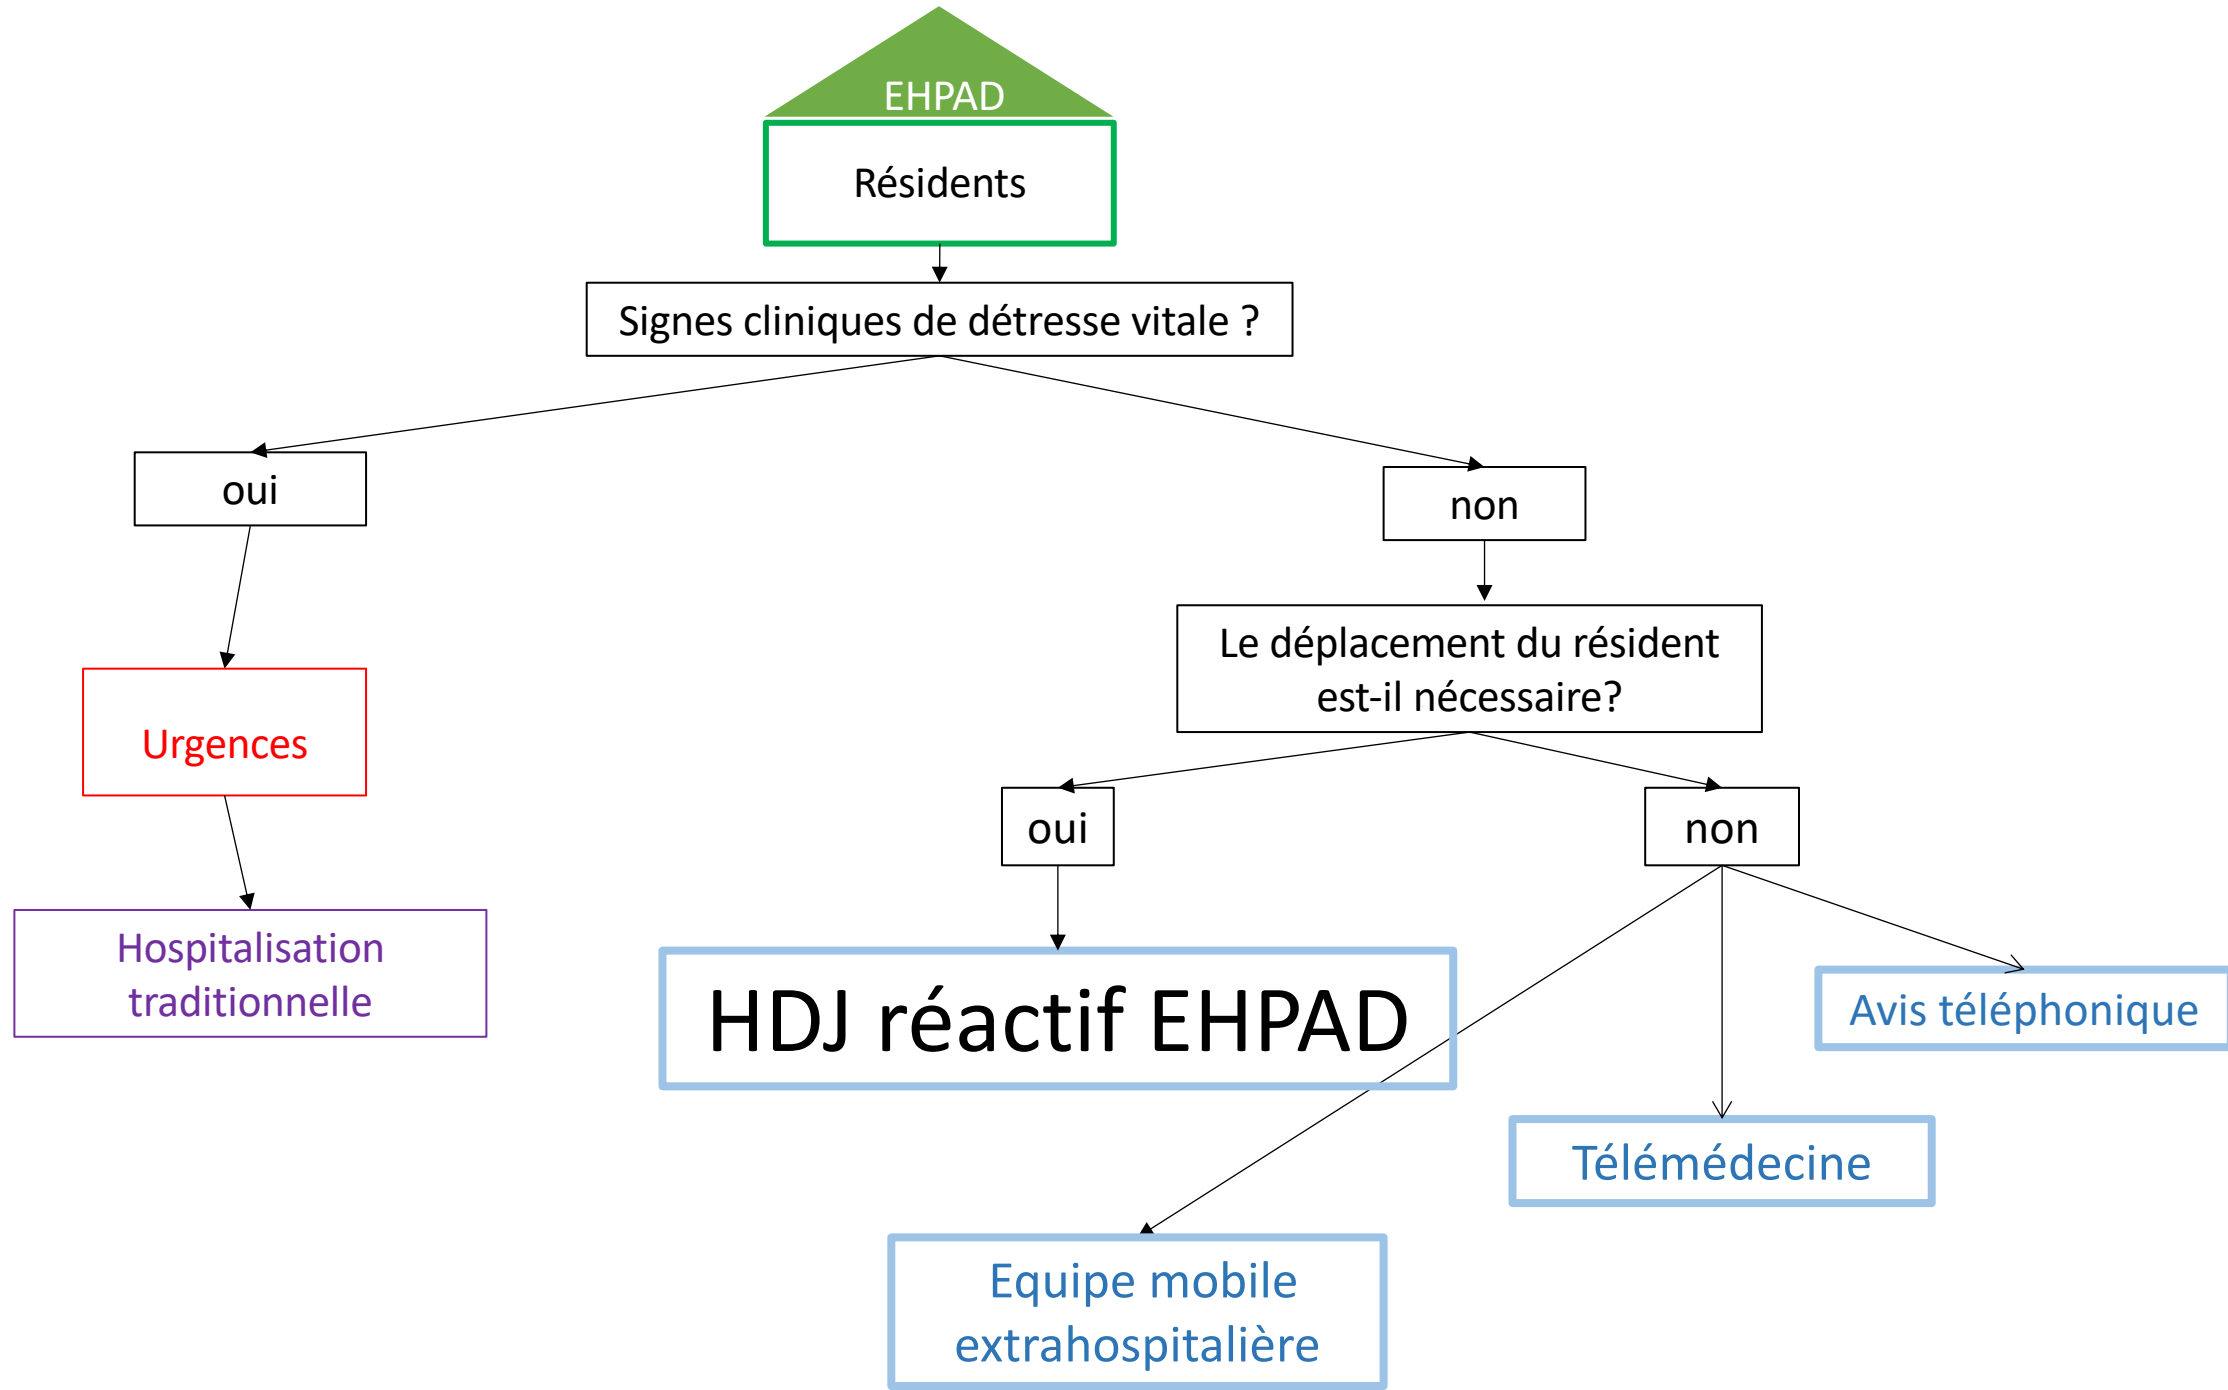 EHPAD
Résidents
Signes cliniques de détresse vitale ?
oui
non
Le déplacement du résident
est-il nécessaire?
Urgences
oui
non
Hospitalisation
traditionnelle
HDJ réactif EHPAD
Avis téléphonique
Télémédecine
Equipe mobile
extrahospitalière